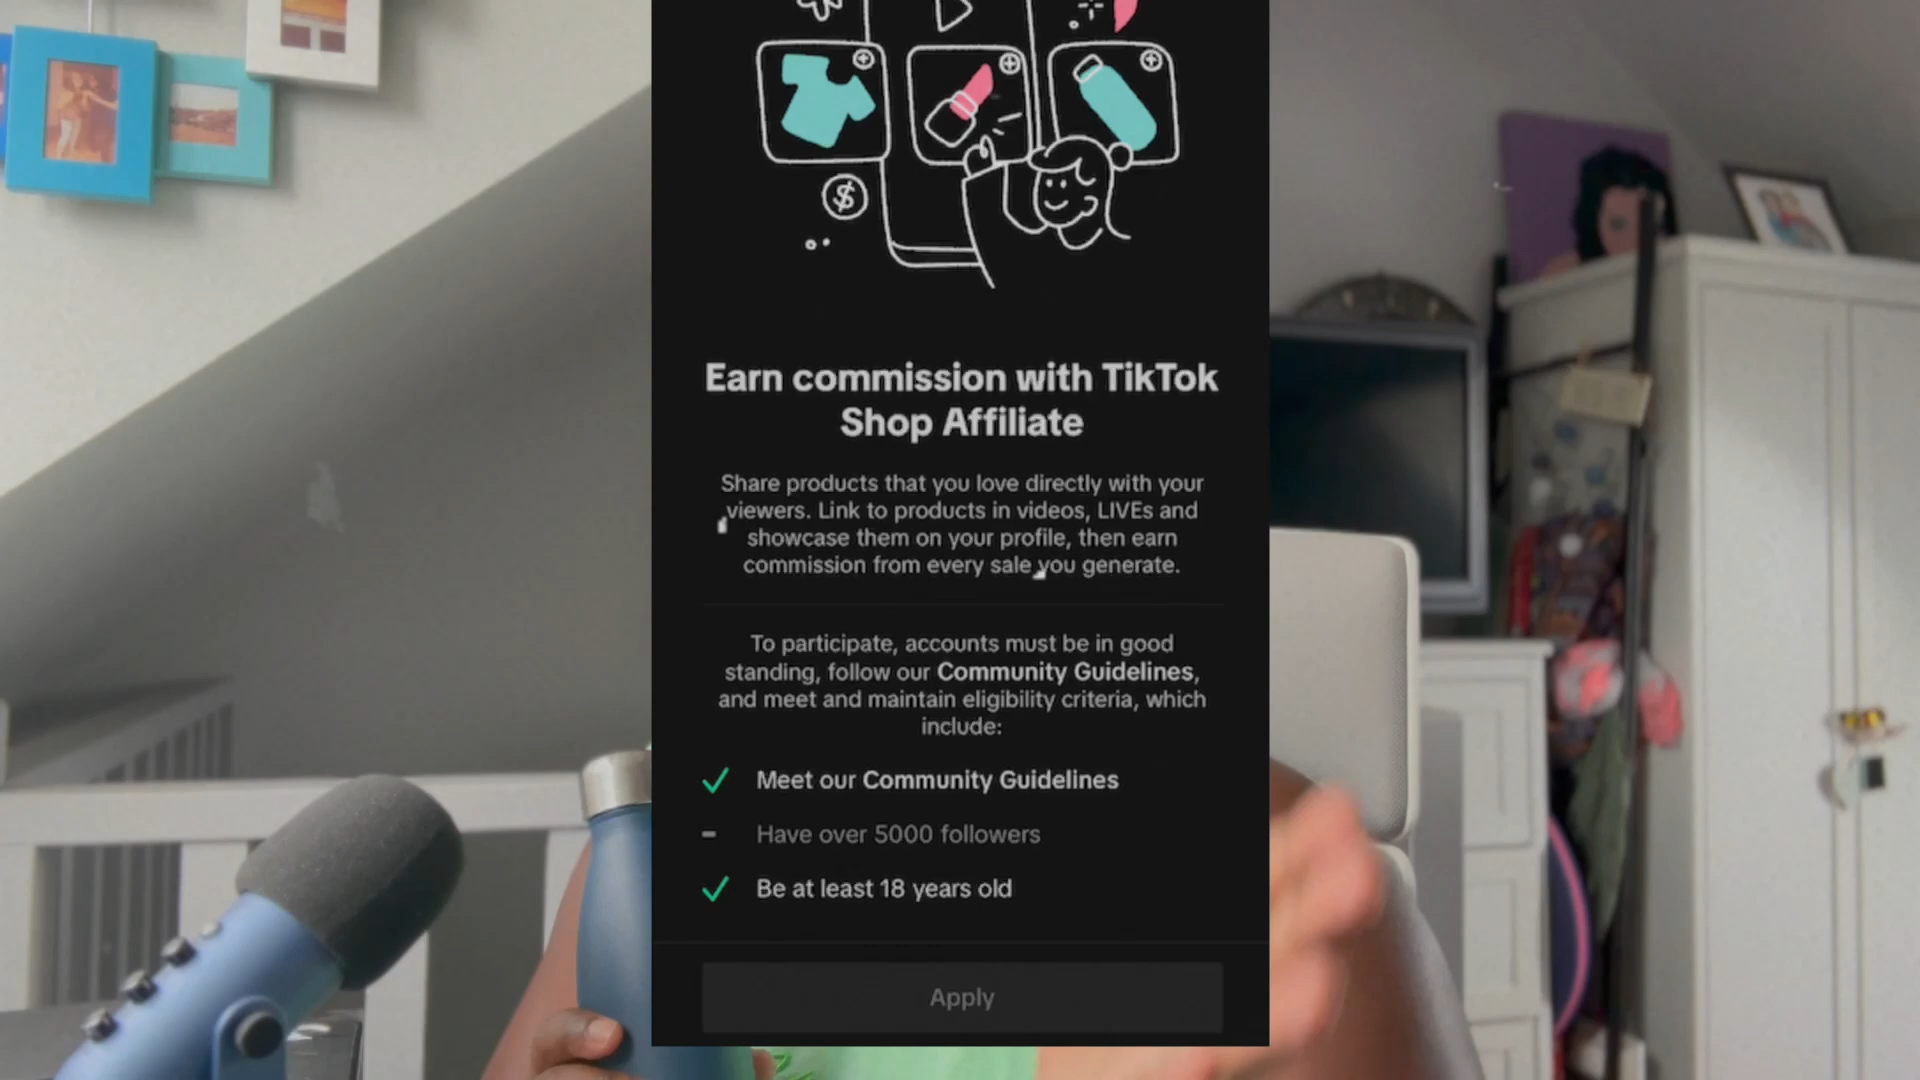 Earn commission with TikTok
Shop Affiliate
Share products that you love directly with your
viewers. Link to products in videos, LIVEs and
showcase them on your profile, then earn
commission from every sale you generate.
To participate, accounts must be in good
standing, follow our Community Guidelines,
and meet and maintain eligibility criteria, which
include:
Meet our Community Guidelines
Have over 5000 followers
Be at least 18 years old
Apply